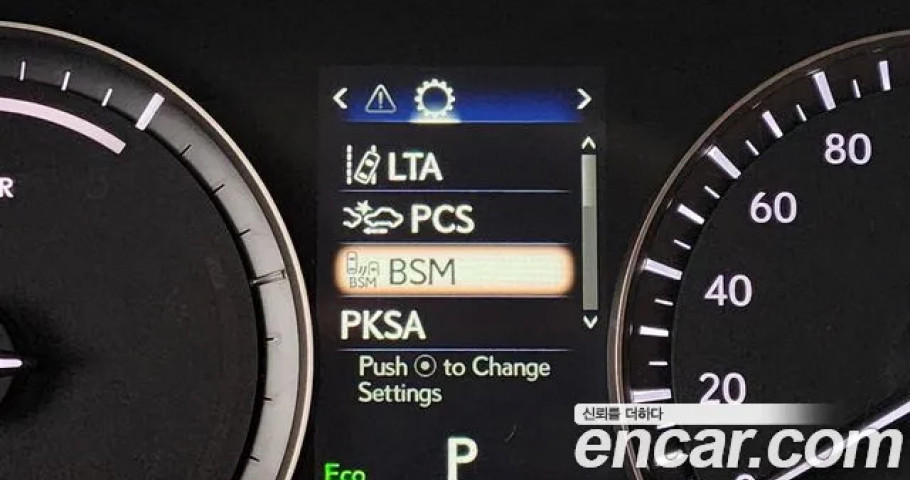 LTA
PCS
BSM BSM
PKSA
Push to Change
Settings
P
Eco
R
80
60
40
20
0
신뢰를 더하다
encar.com